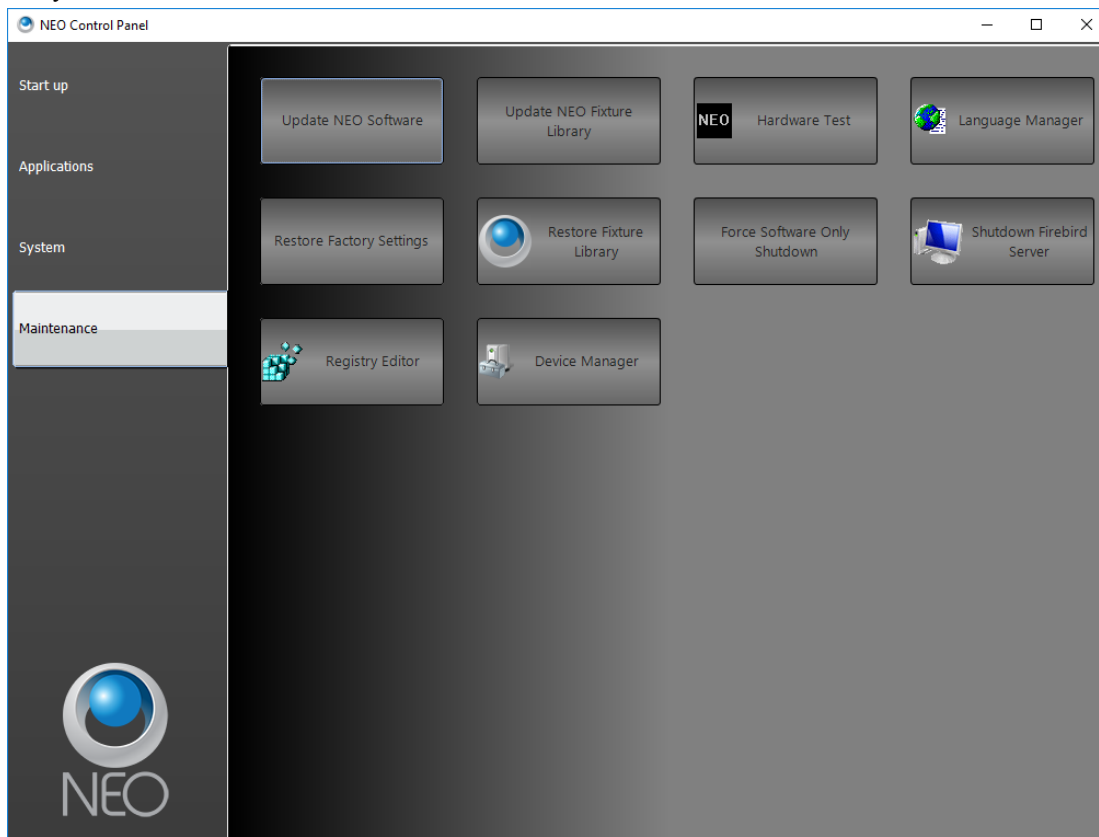 NEO Control Panel
Start up
Applications
System
Maintenance
Update NEO Software
Update NEO Fixture
Library
NEO
Hardware Test
Language Manager
Restore Factory Settings
Restore Fixture
Library
Force Software Only
Shutdown
Shutdown Firebird
Server
Registry Editor
Device Manager
NEO